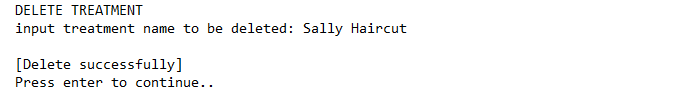 DELETE TREATMENT
input treatment name to be deleted: Sally Haircut
[Delete successfully]
Press enter to continue..